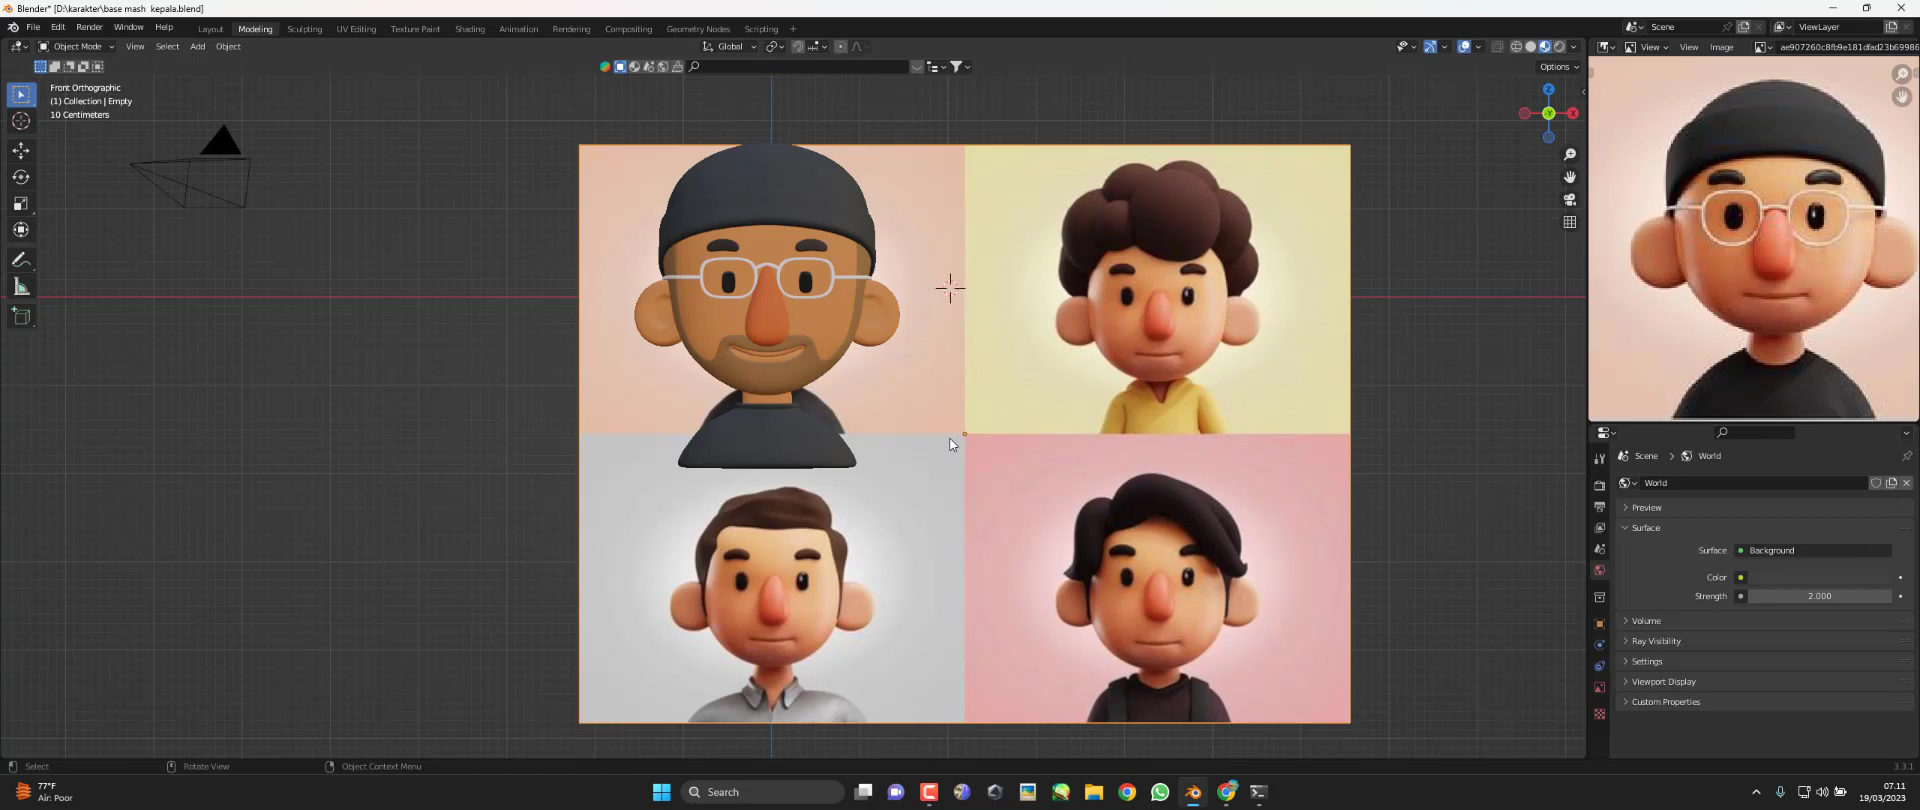 Blender* [D:\karakter\base mash kepala.blend]
File Edit Render Window Help
Layout Modeling Sculpting UV Editing Texture Paint Shading Animation Rendering Compositing Geometry Nodes Scripting +
Scene
ViewLayer
Object Mode View Select Add Object
Global
View View Image ae907260c8fb9e181dfad23b69986
Options
Front Orthographic
(1) Collection | Empty
10 Centimeters
Z
Y
X
Scene > World
World
Preview
Surface
Surface Background
Color
Strength 2.000
Volume
Ray Visibility
Settings
Viewport Display
Custom Properties
Select Rotate View Object Context Menu
3.3.1
77°F
Air: Poor
Search
07.11
19/03/2023